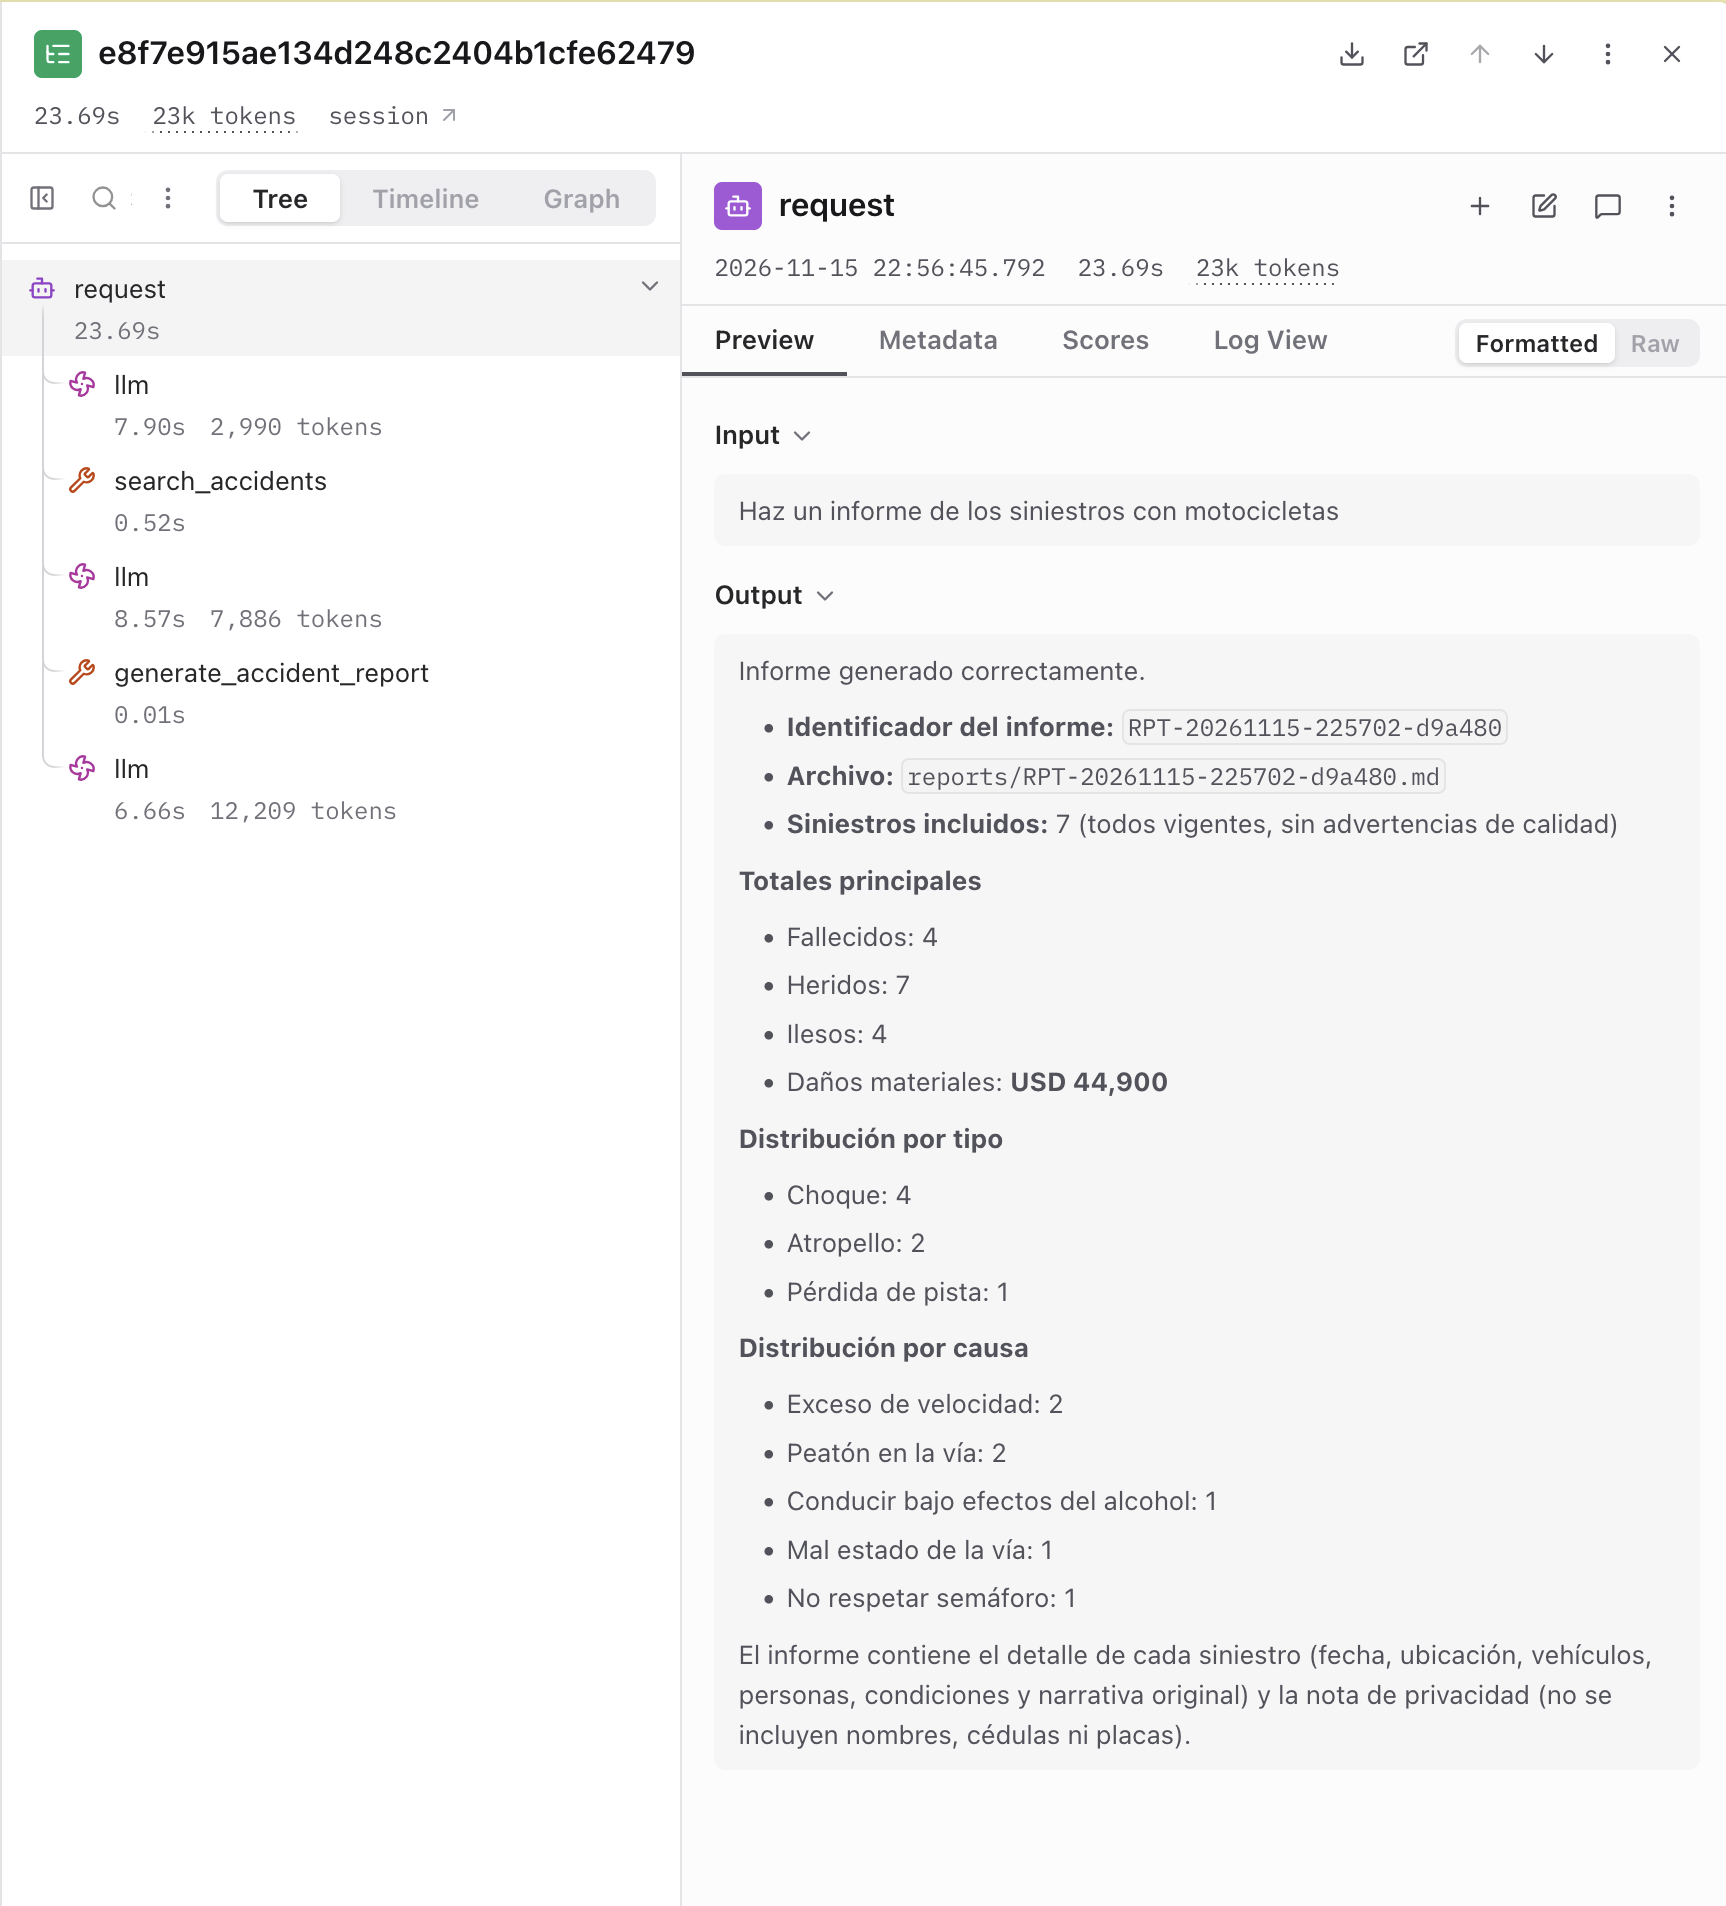 e8f7e915ae134d248c2404b1cfe62479
23.69s 23k tokens session
Tree Timeline Graph
request
23.69s
llm
7.90s 2,990 tokens
search_accidents
0.52s
llm
8.57s 7,886 tokens
generate_accident_report
0.01s
llm
6.66s 12,209 tokens
request
2026-11-15 22:56:45.792 23.69s 23k tokens
Preview Metadata Scores Log View Formatted Raw
Input
Haz un informe de los siniestros con motocicletas
Output
Informe generado correctamente.
• Identificador del informe: RPT-20261115-225702-d9a480
• Archivo: reports/RPT-20261115-225702-d9a480.md
• Siniestros incluidos: 7 (todos vigentes, sin advertencias de calidad)
Totales principales
• Fallecidos: 4
• Heridos: 7
• Ilesos: 4
• Daños materiales: USD 44,900
Distribución por tipo
• Choque: 4
• Atropello: 2
• Pérdida de pista: 1
Distribución por causa
• Exceso de velocidad: 2
• Peatón en la vía: 2
• Conducir bajo efectos del alcohol: 1
• Mal estado de la vía: 1
• No respetar semáforo: 1
El informe contiene el detalle de cada siniestro (fecha, ubicación, vehículos,
personas, condiciones y narrativa original) y la nota de privacidad (no se
incluyen nombres, cédulas ni placas).